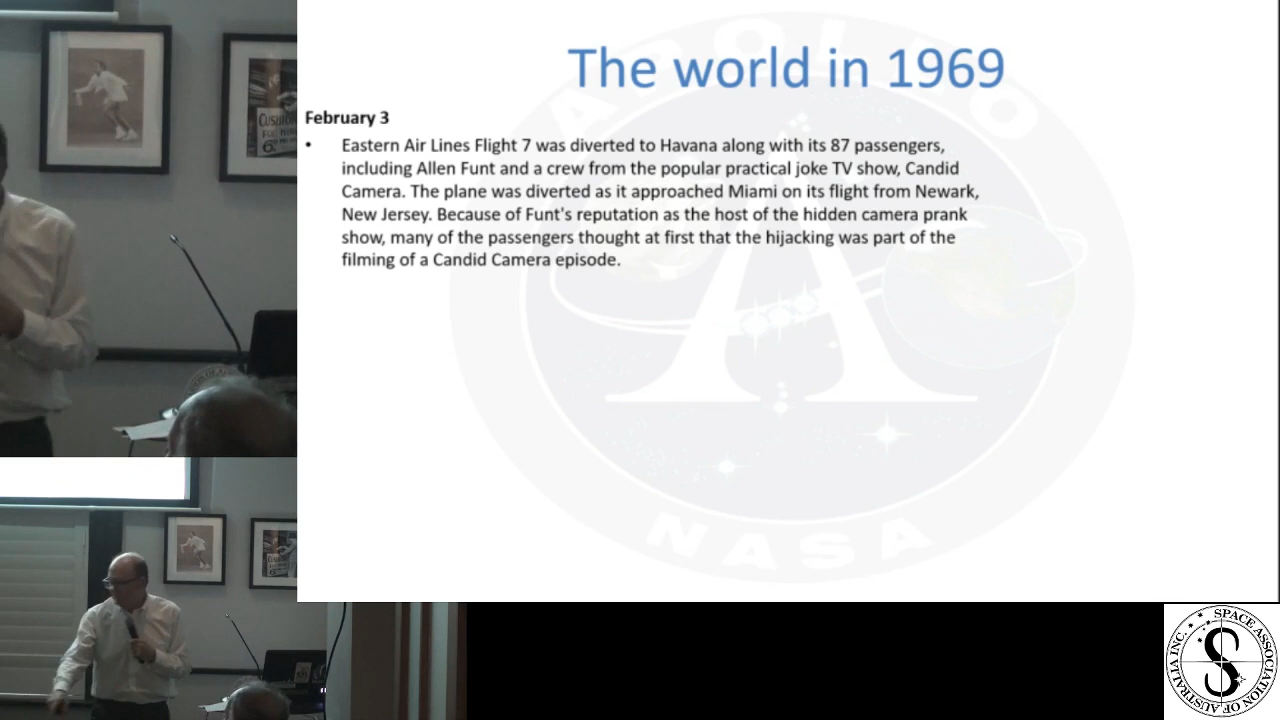 The world in 1969
February 3
• Eastern Air Lines Flight 7 was diverted to Havana along with its 87 passengers,
including Allen Funt and a crew from the popular practical joke TV show, Candid
Camera. The plane was diverted as it approached Miami on its flight from Newark,
New Jersey. Because of Funt's reputation as the host of the hidden camera prank
show, many of the passengers thought at first that the hijacking was part of the
filming of a Candid Camera episode.
APOLLO
NASA
SPACE ASSOCIATION OF AUSTRALIA INC.
S